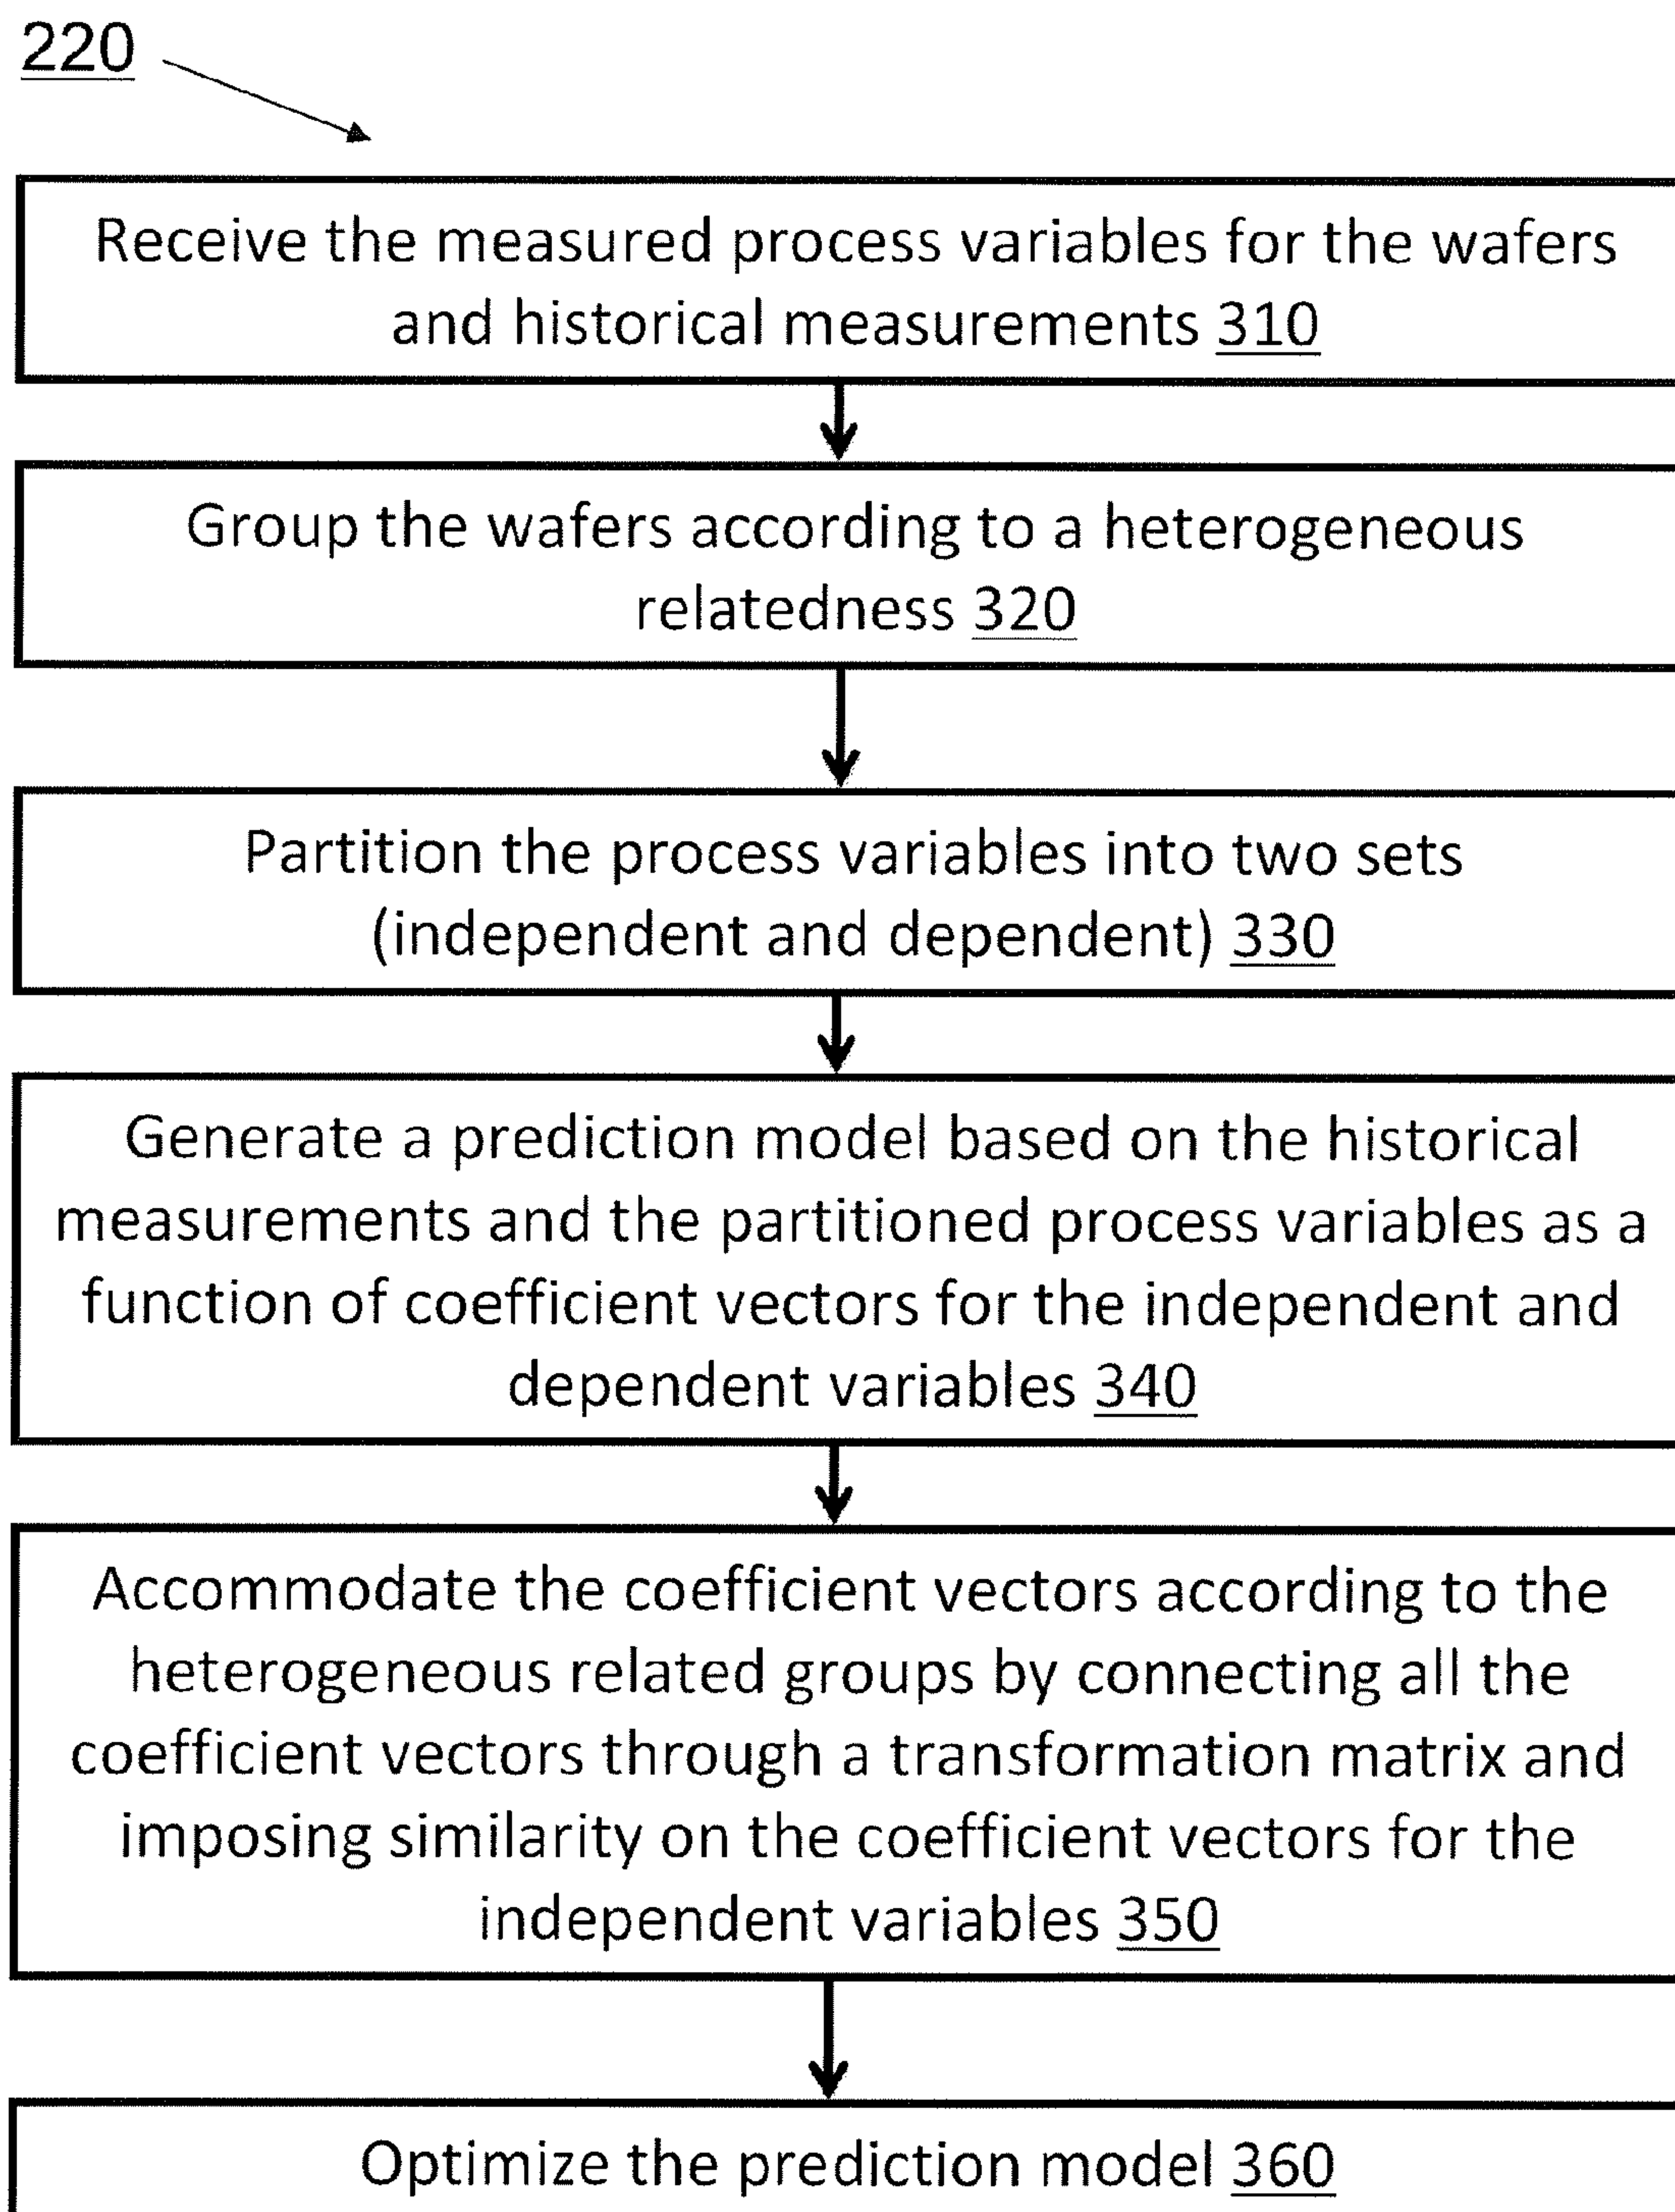 220
Receive the measured process variables for the wafers
and historical measurements 310
Group the wafers according to a heterogeneous
relatedness 320
Partition the process variables into two sets
(independent and dependent) 330
Generate a prediction model based on the historical
measurements and the partitioned process variables as a
function of coefficient vectors for the independent and
dependent variables 340
Accommodate the coefficient vectors according to the
heterogeneous related groups by connecting all the
coefficient vectors through a transformation matrix and
imposing similarity on the coefficient vectors for the
independent variables 350
Optimize the prediction model 360